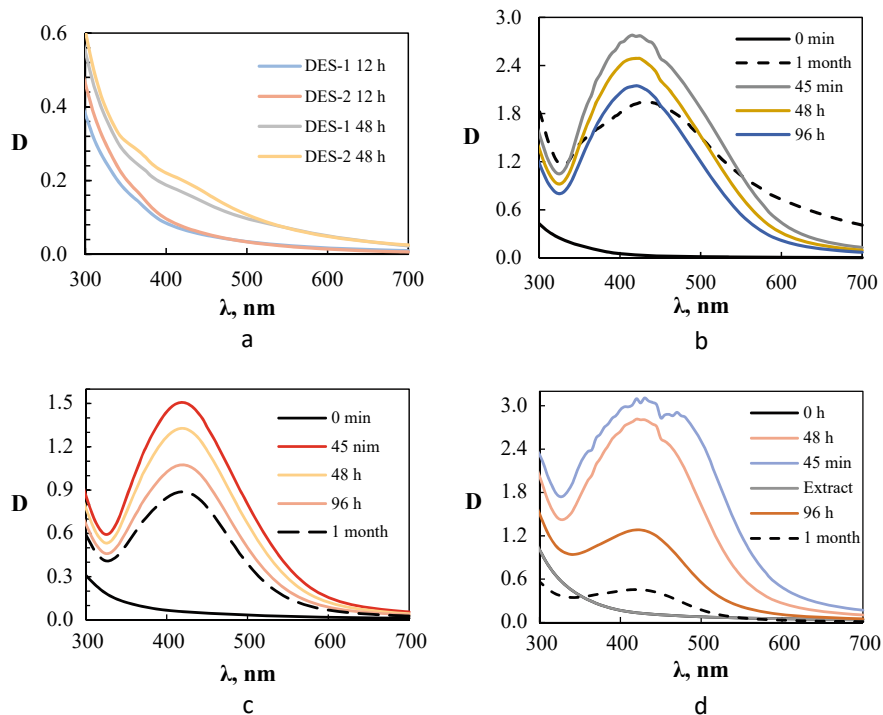 0.6
0.4
0.2
0.0
D
300 400 500 600 700
λ, nm
DES-1 12 h
DES-2 12 h
DES-1 48 h
DES-2 48 h
a
3.0
2.4
1.8
1.2
0.6
0.0
D
300 400 500 600 700
λ, nm
0 min
1 month
45 min
48 h
96 h
b
1.5
1.2
0.9
0.6
0.3
0.0
D
300 400 500 600 700
λ, nm
0 min
45 nim
48 h
96 h
1 month
c
3.0
2.4
1.8
1.2
0.6
0.0
D
300 400 500 600 700
λ, nm
0 h
48 h
45 min
Extract
96 h
1 month
d